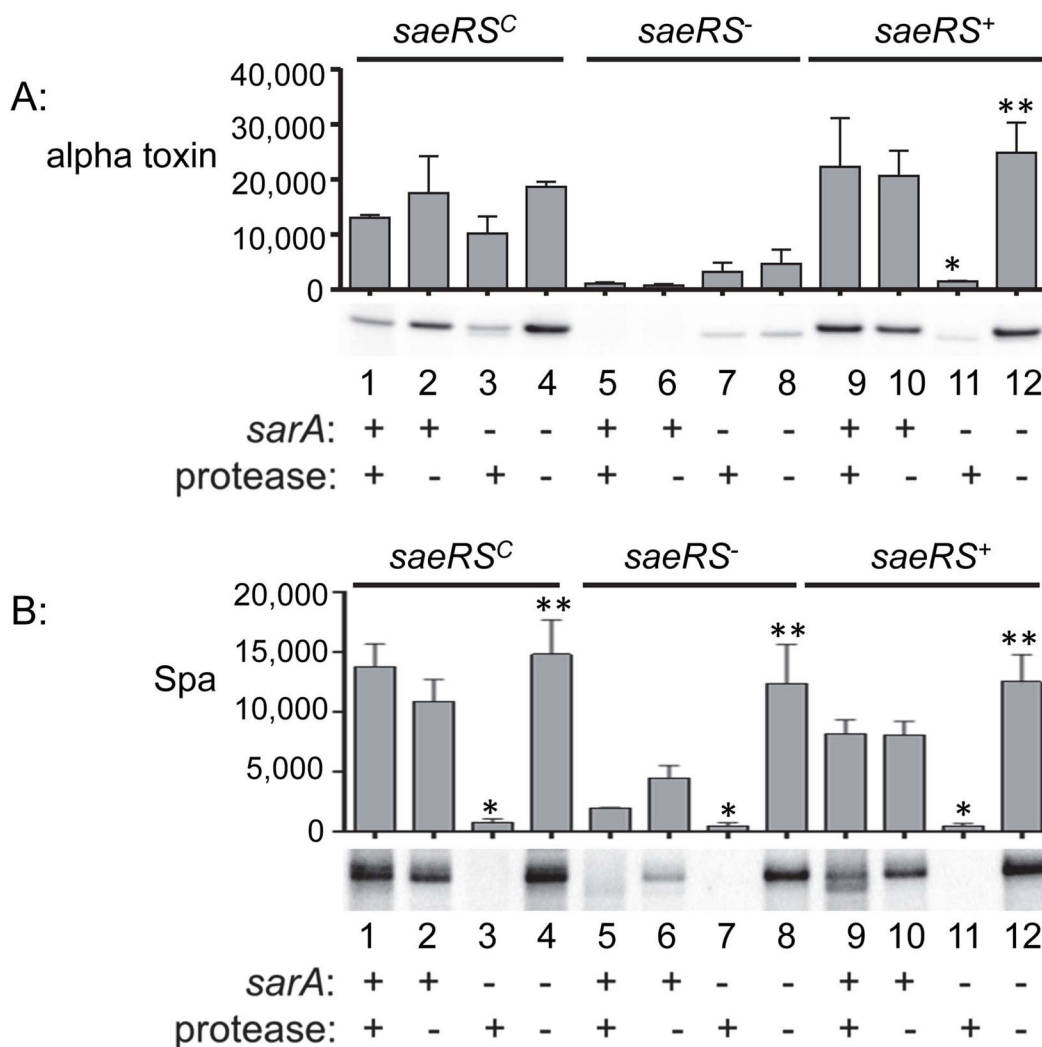 saeRS^C saeRS^- saeRS^+
A:
alpha toxin
40,000
30,000
20,000
10,000
0
* **
1 2 3 4 5 6 7 8 9 10 11 12
sarA: + + - - + + - - + + - -
protease: + - + - + - + - + - + -
saeRS^C saeRS^- saeRS^+
B:
Spa
20,000
15,000
10,000
5,000
0
* ** * ** * **
1 2 3 4 5 6 7 8 9 10 11 12
sarA: + + - - + + - - + + - -
protease: + - + - + - + - + - + -